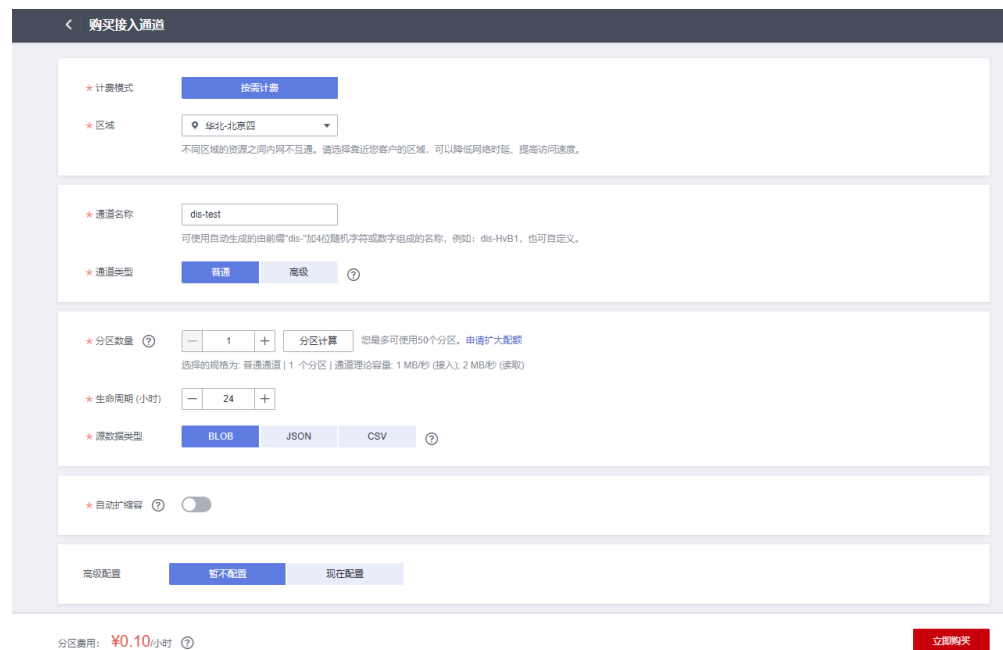 购买接入通道
* 计费模式 按需计费
* 区域 华北-北京四
不同区域的资源之间内网不互通。请选择靠近您客户的区域，可以降低网络时延、提高访问速度。
* 通道名称 dis-test
可使用自动生成的由前缀"dis-"加4位随机字符或数字组成的名称，例如：dis-HvB1，也可自定义。
* 通道类型 普通 高级 ?
* 分区数量 ? — 1 + 分区计算 您最多可使用50个分区。申请扩大配额
选择的规格为: 普通通道 | 1 个分区 | 通道理论容量: 1 MB/秒 (接入); 2 MB/秒 (读取)
* 生命周期 (小时) — 24 +
* 源数据类型 BLOB JSON CSV ?
* 自动扩缩容 ?
高级配置 暂不配置 现在配置
分区费用： ¥0.10/小时 ? 立即购买